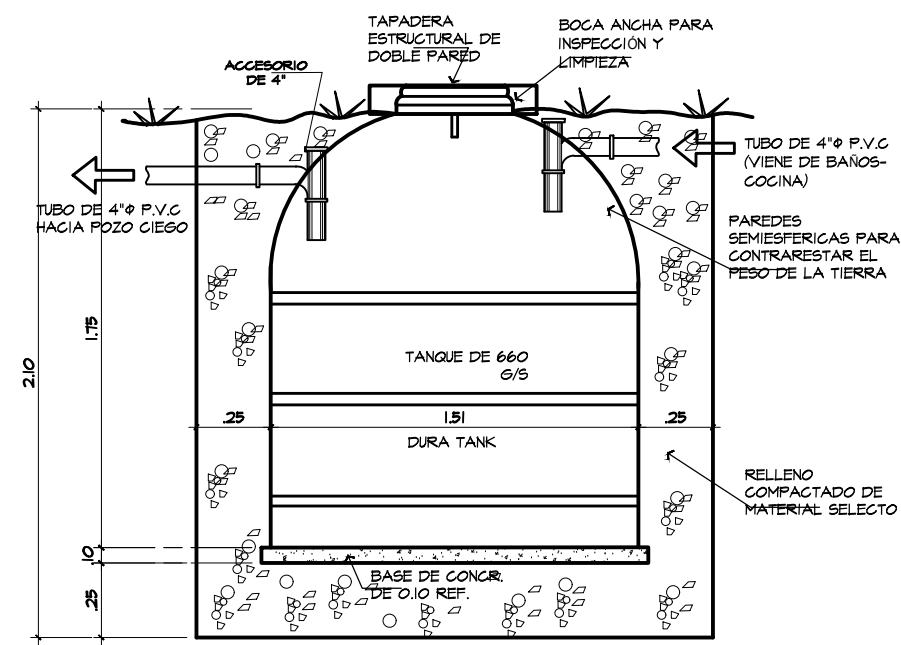 TAPADERA
ESTRUCTURAL DE
DOBLE PARED
BOCA ANCHA PARA
INSPECCIÓN Y
LIMPIEZA
ACCESORIO
DE 4"
TUBO DE 4"Φ P.V.C
(VIENE DE BAÑOS-
COCINA)
TUBO DE 4"Φ P.V.C
HACIA POZO CIEGO
PAREDES
SEMIESFERICAS PARA
CONTRARESTAR EL
PESO DE LA TIERRA
1.75
2.10
TANQUE DE 660
G/S
.25
1.51
.25
DURA TANK
RELLENO
COMPACTADO DE
MATERIAL SELECTO
.10
BASE DE CONCR.
DE 0.10 REF.
.25